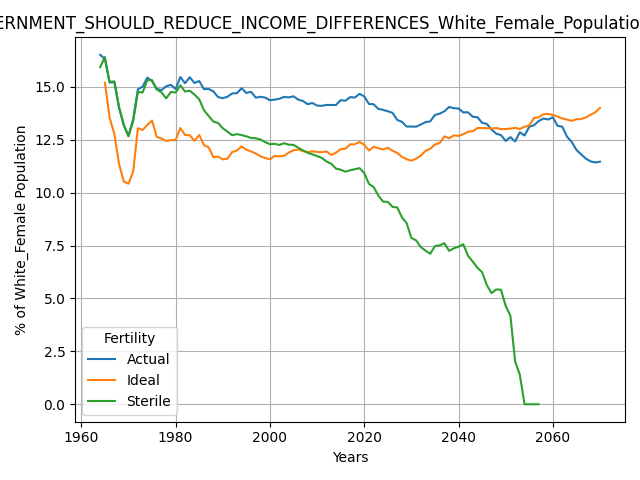 ERNMENT_SHOULD_REDUCE_INCOME_DIFFERENCES_White_Female_Populatio
% of White_Female Population
15.0
12.5
10.0
7.5
5.0
2.5
0.0
Fertility
Actual
Ideal
Sterile
1960 1980 2000 2020 2040 2060
Years